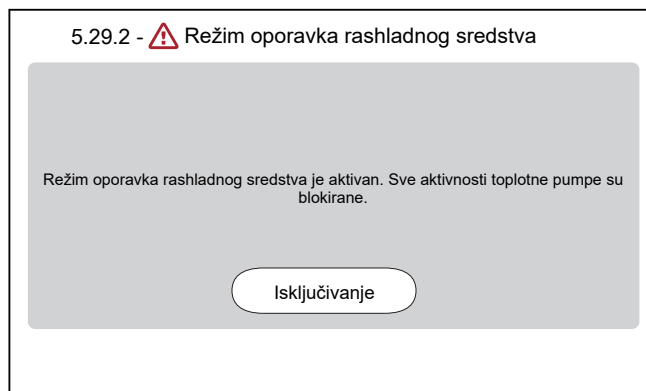 5.29.2 - Režim oporavka rashladnog sredstva
Režim oporavka rashladnog sredstva je aktivan. Sve aktivnosti toplotne pumpe su
blokirane.
Isključivanje